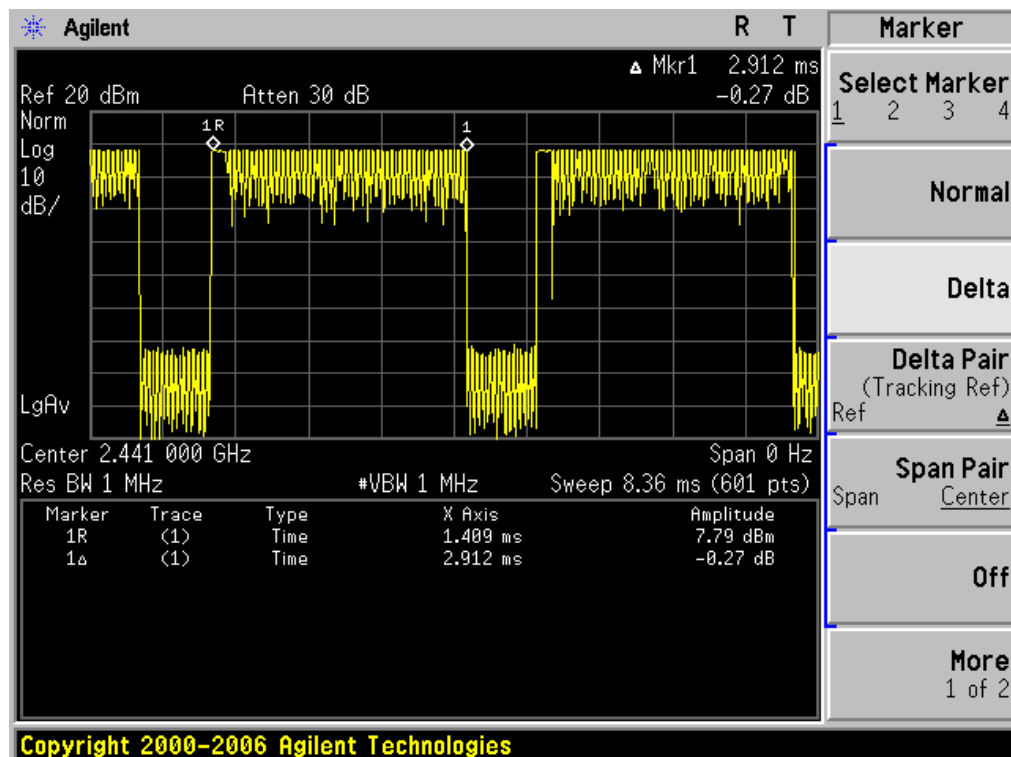 Agilent R T
Δ Mkr1 2.912 ms
Ref 20 dBm Atten 30 dB -0.27 dB
Norm
Log
10
dB/
1R
1
LgAv
Center 2.441 000 GHz Span 0 Hz
Res BW 1 MHz #VBW 1 MHz Sweep 8.36 ms (601 pts)
Marker Trace Type X Axis Amplitude
1R (1) Time 1.409 ms 7.79 dBm
1Δ (1) Time 2.912 ms -0.27 dB
Marker
Select Marker
1 2 3 4
Normal
Delta
Delta Pair
(Tracking Ref)
Ref Δ
Span Pair
Span Center
Off
More
1 of 2
Copyright 2000-2006 Agilent Technologies